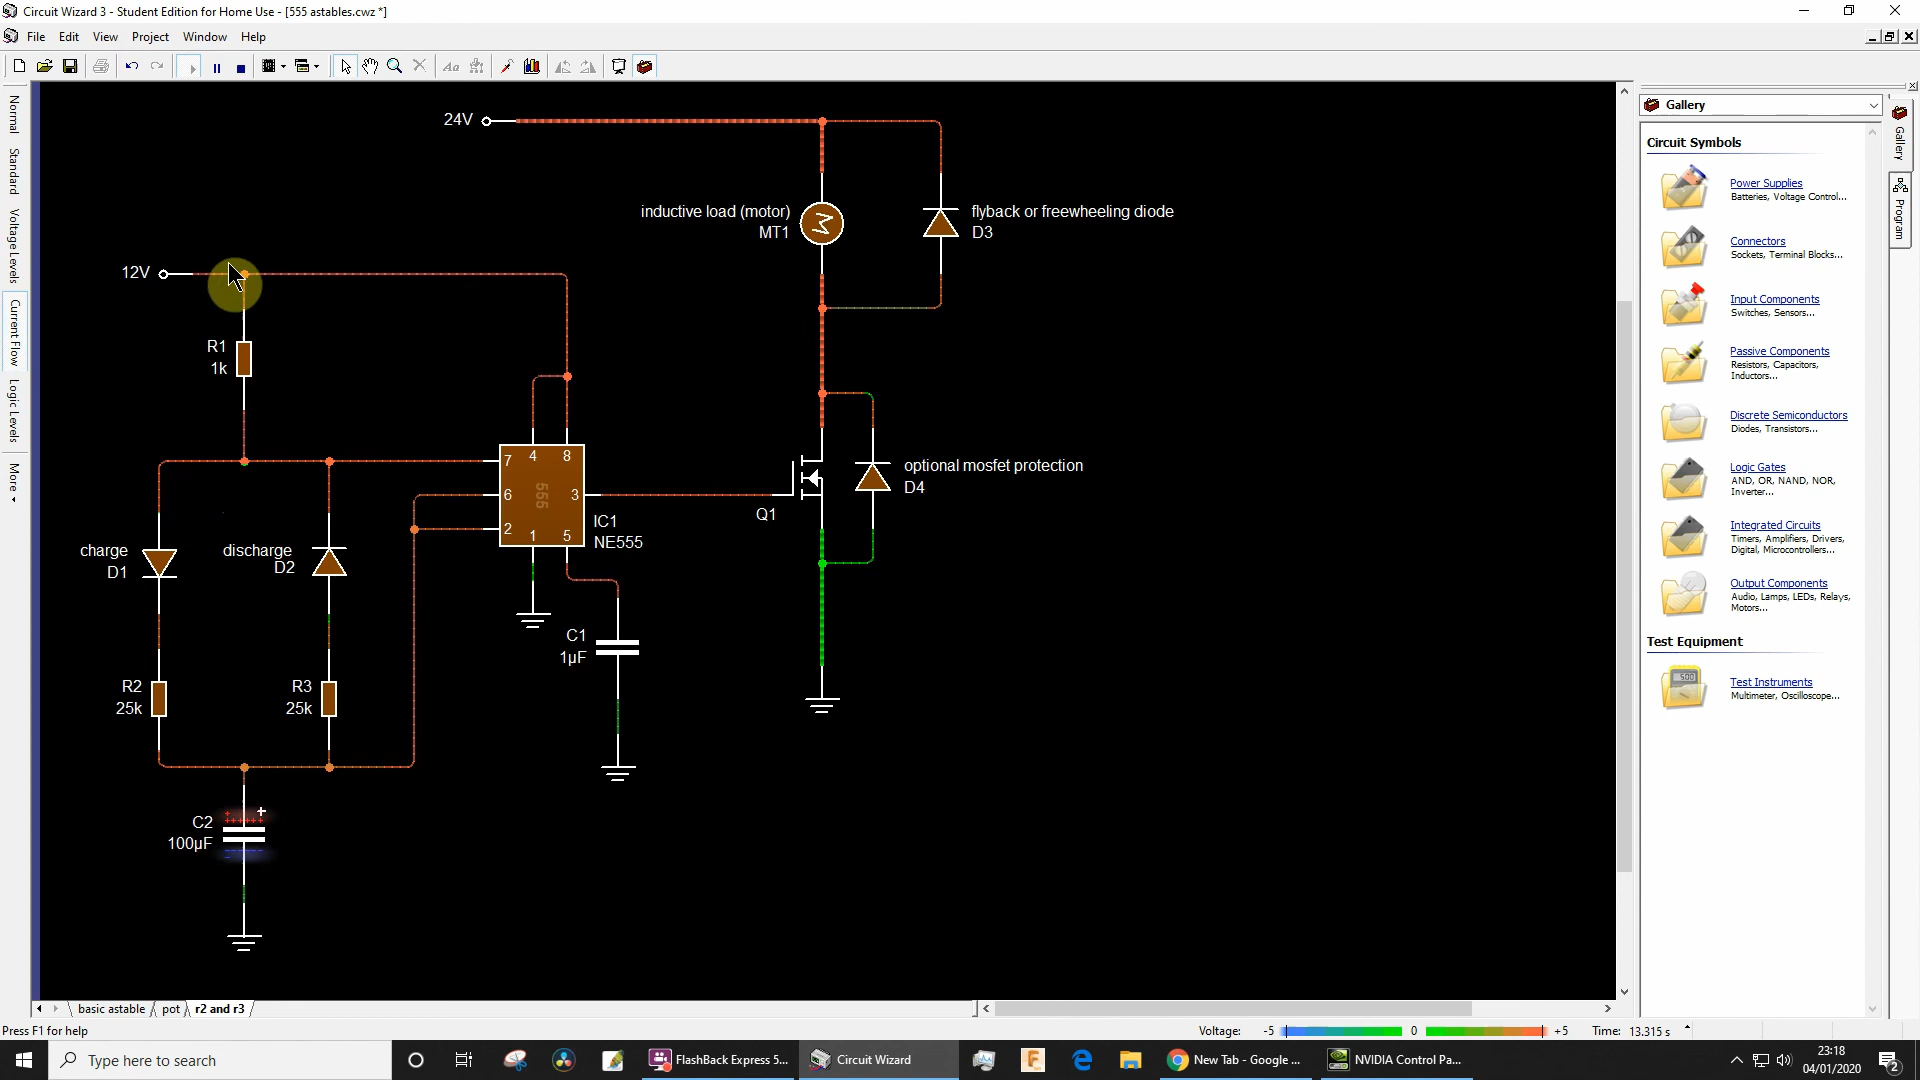 Circuit Wizard 3 - Student Edition for Home Use - [555 astables.cwz *]
File Edit View Project Window Help
Normal
Standard
Voltage Levels
Current Flow
Logic Levels
More
24V
inductive load (motor)
MT1
flyback or freewheeling diode
D3
12V
R1
1k
optional mosfet protection
D4
Q1
7
4
8
6
555
3
2
1
5
IC1
NE555
charge
D1
discharge
D2
C1
1µF
R2
25k
R3
25k
+
C2
100µF
basic astable
pot
r2 and r3
Gallery
Circuit Symbols
Power Supplies
Batteries, Voltage Control...
Connectors
Sockets, Terminal Blocks...
Input Components
Switches, Sensors...
Passive Components
Resistors, Capacitors,
Inductors...
Discrete Semiconductors
Diodes, Transistors...
Logic Gates
AND, OR, NAND, NOR,
Inverter...
Integrated Circuits
Timers, Amplifiers, Drivers,
Digital, Microcontrollers...
Output Components
Audio, Lamps, LEDs, Relays,
Motors...
Test Equipment
500
Test Instruments
Multimeter, Oscilloscope...
Gallery
Program
Press F1 for help
Voltage: -5 0 +5 Time: 13.315 s
Type here to search
FlashBack Express 5...
Circuit Wizard
New Tab - Google ...
NVIDIA Control Pa...
23:18
04/01/2020
2